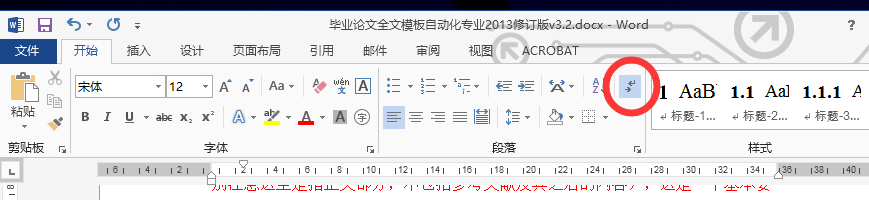 毕业论文全文模板自动化专业2013修订版v3.2.docx - Word
?
文件 开始 插入 设计 页面布局 引用 邮件 审阅 视图 ACROBAT
宋体 12 A A Aa wén A
1 AaB 1.1 Aal 1.1.1 A
粘贴 B I U abc x₂ x² A ab A A 字
标题-1... 标题-2... 标题-3...
剪贴板 字体 段落 样式
L 6 4 2 2 4 6 8 10 12 14 16 18 20 22 24 26 28 30 32 34 36 38 40
18